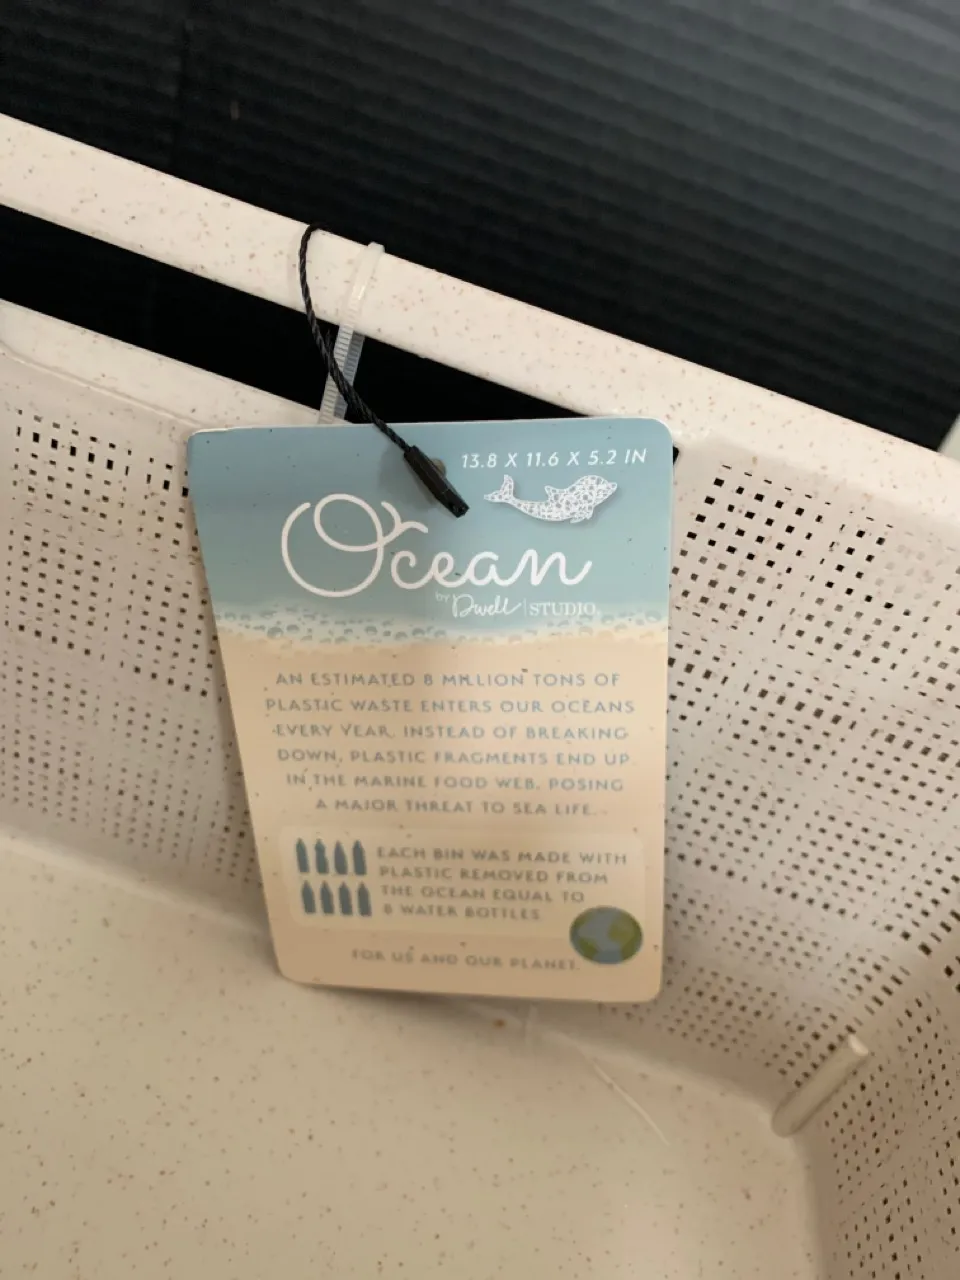 13.8 X 11.6 X 5.2 IN
Ocean
by Dwell | STUDIO®
AN ESTIMATED 8 MILLION TONS OF
PLASTIC WASTE ENTERS OUR OCEANS
EVERY YEAR. INSTEAD OF BREAKING
DOWN, PLASTIC FRAGMENTS END UP
IN THE MARINE FOOD WEB, POSING
A MAJOR THREAT TO SEA LIFE.
EACH BIN WAS MADE WITH
PLASTIC REMOVED FROM
THE OCEAN EQUAL TO
8 WATER BOTTLES
FOR US AND OUR PLANET.